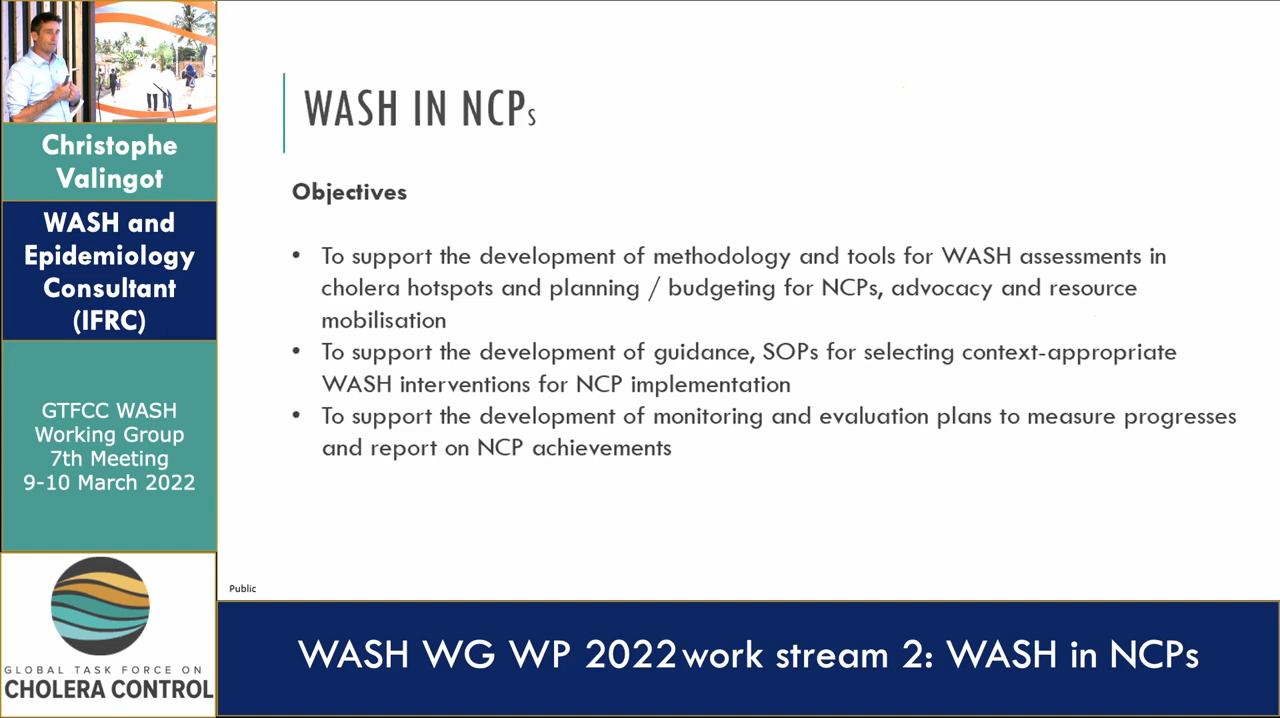 Christophe
Valingot
WASH and
Epidemiology
Consultant
(IFRC)
GTFCC WASH
Working Group
7th Meeting
9-10 March 2022
GLOBAL TASK FORCE ON
CHOLERA CONTROL
WASH IN NCPs
Objectives
• To support the development of methodology and tools for WASH assessments in
cholera hotspots and planning / budgeting for NCPs, advocacy and resource
mobilisation
• To support the development of guidance, SOPs for selecting context-appropriate
WASH interventions for NCP implementation
• To support the development of monitoring and evaluation plans to measure progresses
and report on NCP achievements
Public
WASH WG WP 2022 work stream 2: WASH in NCPs